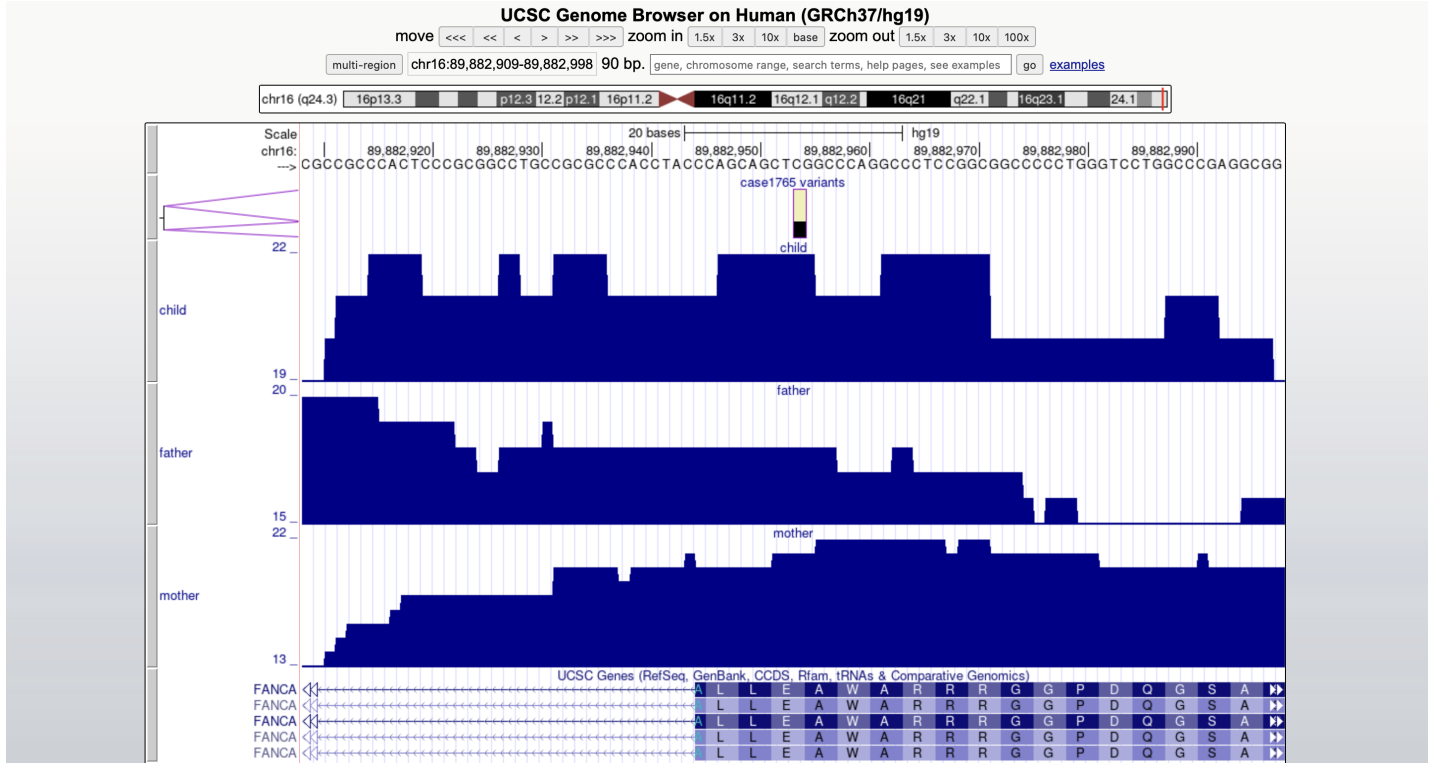 UCSC Genome Browser on Human (GRCh37/hg19)
move <<< << < > >> >>> zoom in 1.5x 3x 10x base zoom out 1.5x 3x 10x 100x
multi-region chr16:89,882,909-89,882,998 90 bp. gene, chromosome range, search terms, help pages, see examples go examples
chr16 (q24.3) 16p13.3 p12.3 12.2 p12.1 16p11.2 16q11.2 16q12.1 q12.2 16q21 q22.1 16q23.1 24.1
Scale 20 bases hg19
chr16: 89,882,920 89,882,930 89,882,940 89,882,950 89,882,960 89,882,970 89,882,980 89,882,990
---> CGCCGCCCACTCCCGCGGCCTGCCGCGCCCACCTACCCAGCAGCTCGGCCCAGGCCCTCCGGCGGCCCCCTGGGTCCTGGCCCGAGGCGG
case1765 variants
22 child
child
19
20 father
father
15
22 mother
mother
13
UCSC Genes (RefSeq, GenBank, CCDS, Rfam, tRNAs & Comparative Genomics)
FANCA A L L E A W A R R R G G P D Q G S A
FANCA L L E A W A R R R G G P D Q G S A
FANCA A L L E A W A R R R G G P D Q G S A
FANCA L L E A W A R R R G G P D Q G S A
FANCA L L E A W A R R R G G P D Q G S A